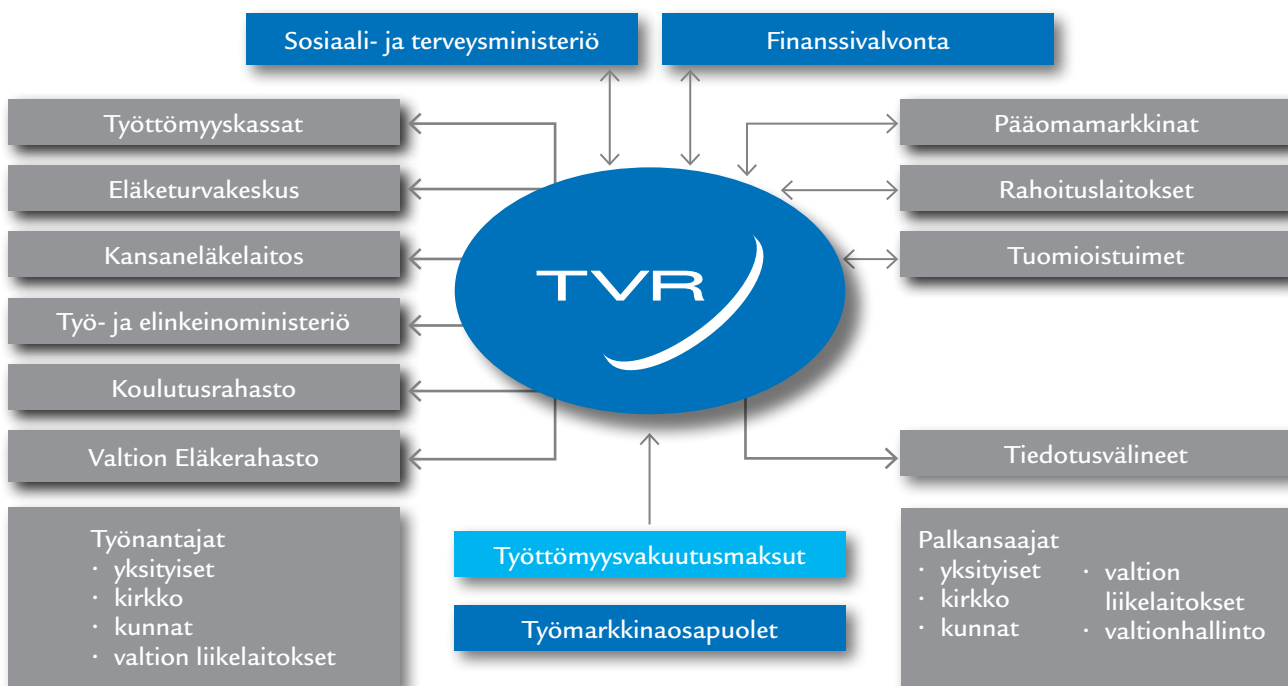 Sosiaali- ja terveysministeriö
Finanssivalvonta
Työttömyyskassat
Eläketurvakeskus
Kansaneläkelaitos
Työ- ja elinkeinoministeriö
Koulutusrahasto
Valtion Eläkerahasto
TVR
Pääomamarkkinat
Rahoituslaitokset
Tuomioistuimet
Tiedotusvälineet
Työnantajat
· yksityiset
· kirkko
· kunnat
· valtion liikelaitokset
Työttömyysvakuutusmaksut
Työmarkkinaosapuolet
Palkansaajat
· yksityiset
· kirkko
· kunnat
· valtion
liikelaitokset
· valtionhallinto